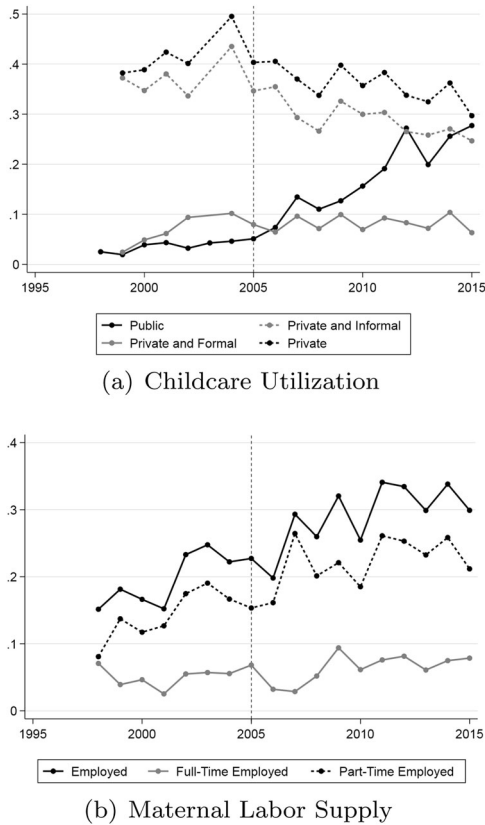 .5
.4
.3
.2
.1
0
1995 2000 2005 2010 2015
Public Private and Informal
Private and Formal Private
(a) Childcare Utilization
.4
.3
.2
.1
0
1995 2000 2005 2010 2015
Employed Full-Time Employed Part-Time Employed
(b) Maternal Labor Supply